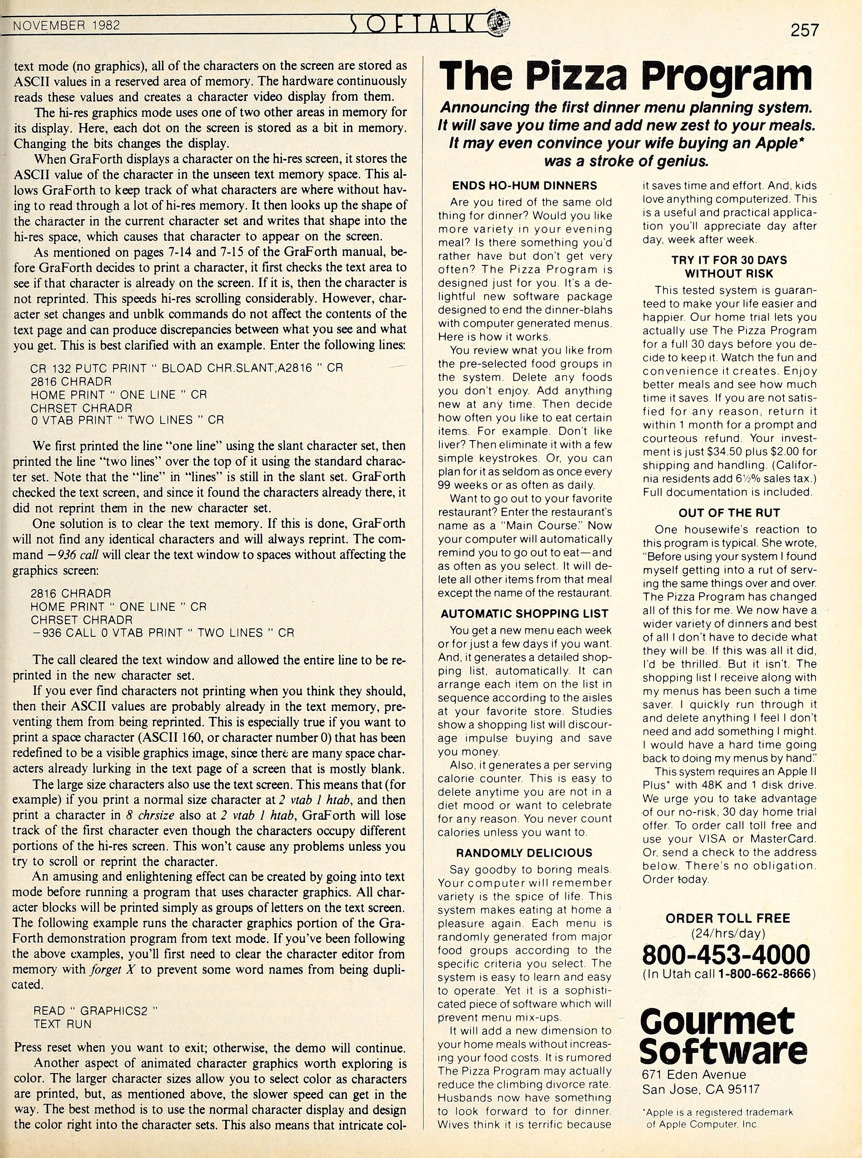 NOVEMBER 1982
SOFTALK
257
text mode (no graphics), all of the characters on the screen are stored as
ASCII values in a reserved area of memory. The hardware continuously
reads these values and creates a character video display from them.
The hi-res graphics mode uses one of two other areas in memory for
its display. Here, each dot on the screen is stored as a bit in memory.
Changing the bits changes the display.
When GraForth displays a character on the hi-res screen, it stores the
ASCII value of the character in the unseen text memory space. This al-
lows GraForth to keep track of what characters are where without hav-
ing to read through a lot of hi-res memory. It then looks up the shape of
the character in the current character set and writes that shape into the
hi-res space, which causes that character to appear on the screen.
As mentioned on pages 7-14 and 7-15 of the GraForth manual, be-
fore GraForth decides to print a character, it first checks the text area to
see if that character is already on the screen. If it is, then the character is
not reprinted. This speeds hi-res scrolling considerably. However, char-
acter set changes and unblk commands do not affect the contents of the
text page and can produce discrepancies between what you see and what
you get. This is best clarified with an example. Enter the following lines:
CR 132 PUTC PRINT " BLOAD CHR.SLANT,A2816 " CR
2816 CHRADR
HOME PRINT " ONE LINE " CR
CHRSET CHRADR
0 VTAB PRINT " TWO LINES " CR
We first printed the line "one line" using the slant character set, then
printed the line "two lines" over the top of it using the standard charac-
ter set. Note that the "line" in "lines" is still in the slant set. GraForth
checked the text screen, and since it found the characters already there, it
did not reprint them in the new character set.
One solution is to clear the text memory. If this is done, GraForth
will not find any identical characters and will always reprint. The com-
mand -936 call will clear the text window to spaces without affecting the
graphics screen:
2816 CHRADR
HOME PRINT " ONE LINE " CR
CHRSET CHRADR
-936 CALL 0 VTAB PRINT " TWO LINES " CR
The call cleared the text window and allowed the entire line to be re-
printed in the new character set.
If you ever find characters not printing when you think they should,
then their ASCII values are probably already in the text memory, pre-
venting them from being reprinted. This is especially true if you want to
print a space character (ASCII 160, or character number 0) that has been
redefined to be a visible graphics image, since there are many space char-
acters already lurking in the text page of a screen that is mostly blank.
The large size characters also use the text screen. This means that (for
example) if you print a normal size character at 2 vtab 1 htab, and then
print a character in 8 chrsize also at 2 vtab 1 htab, GraForth will lose
track of the first character even though the characters occupy different
portions of the hi-res screen. This won't cause any problems unless you
try to scroll or reprint the character.
An amusing and enlightening effect can be created by going into text
mode before running a program that uses character graphics. All char-
acter blocks will be printed simply as groups of letters on the text screen.
The following example runs the character graphics portion of the Gra-
Forth demonstration program from text mode. If you've been following
the above examples, you'll first need to clear the character editor from
memory with forget X to prevent some word names from being dupli-
cated.
READ " GRAPHICS2 "
TEXT RUN
Press reset when you want to exit; otherwise, the demo will continue.
Another aspect of animated character graphics worth exploring is
color. The larger character sizes allow you to select color as characters
are printed, but, as mentioned above, the slower speed can get in the
way. The best method is to use the normal character display and design
the color right into the character sets. This also means that intricate col-
The Pizza Program
Announcing the first dinner menu planning system.
It will save you time and add new zest to your meals.
It may even convince your wife buying an Apple*
was a stroke of genius.
ENDS HO-HUM DINNERS
Are you tired of the same old
thing for dinner? Would you like
more variety in your evening
meal? Is there something you'd
rather have but don't get very
often? The Pizza Program is
designed just for you. It's a de-
lightful new software package
designed to end the dinner-blahs
with computer generated menus.
Here is how it works.
You review what you like from
the pre-selected food groups in
the system. Delete any foods
you don't enjoy. Add anything
new at any time. Then decide
how often you like to eat certain
items. For example. Don't like
liver? Then eliminate it with a few
simple keystrokes. Or, you can
plan for it as seldom as once every
99 weeks or as often as daily.
Want to go out to your favorite
restaurant? Enter the restaurant's
name as a "Main Course." Now
your computer will automatically
remind you to go out to eat—and
as often as you select. It will de-
lete all other items from that meal
except the name of the restaurant.
AUTOMATIC SHOPPING LIST
You get a new menu each week
or for just a few days if you want.
And, it generates a detailed shop-
ping list, automatically. It can
arrange each item on the list in
sequence according to the aisles
at your favorite store. Studies
show a shopping list will discour-
age impulse buying and save
you money.
Also, it generates a per serving
calorie counter. This is easy to
delete anytime you are not in a
diet mood or want to celebrate
for any reason. You never count
calories unless you want to.
RANDOMLY DELICIOUS
Say goodby to boring meals.
Your computer will remember
variety is the spice of life. This
system makes eating at home a
pleasure again. Each menu is
randomly generated from major
food groups according to the
specific criteria you select. The
system is easy to learn and easy
to operate. Yet it is a sophisti-
cated piece of software which will
prevent menu mix-ups.
It will add a new dimension to
your home meals without increas-
ing your food costs. It is rumored
The Pizza Program may actually
reduce the climbing divorce rate.
Husbands now have something
to look forward to for dinner.
Wives think it is terrific because
it saves time and effort. And, kids
love anything computerized. This
is a useful and practical applica-
tion you'll appreciate day after
day, week after week.
TRY IT FOR 30 DAYS
WITHOUT RISK
This tested system is guaran-
teed to make your life easier and
happier. Our home trial lets you
actually use The Pizza Program
for a full 30 days before you de-
cide to keep it. Watch the fun and
convenience it creates. Enjoy
better meals and see how much
time it saves. If you are not satis-
fied for any reason, return it
within 1 month for a prompt and
courteous refund. Your invest-
ment is just $34.50 plus $2.00 for
shipping and handling. (Califor-
nia residents add 6½% sales tax.)
Full documentation is included.
OUT OF THE RUT
One housewife's reaction to
this program is typical. She wrote,
"Before using your system I found
myself getting into a rut of serv-
ing the same things over and over.
The Pizza Program has changed
all of this for me. We now have a
wider variety of dinners and best
of all I don't have to decide what
they will be. If this was all it did,
I'd be thrilled. But it isn't. The
shopping list I receive along with
my menus has been such a time
saver. I quickly run through it
and delete anything I feel I don't
need and add something I might.
I would have a hard time going
back to doing my menus by hand."
This system requires an Apple II
Plus* with 48K and 1 disk drive.
We urge you to take advantage
of our no-risk, 30 day home trial
offer. To order call toll free and
use your VISA or MasterCard.
Or, send a check to the address
below. There's no obligation.
Order today.
ORDER TOLL FREE
(24/hrs/day)
800-453-4000
(In Utah call 1-800-662-8666)
Gourmet
Software
671 Eden Avenue
San Jose, CA 95117
*Apple is a registered trademark
of Apple Computer, Inc.